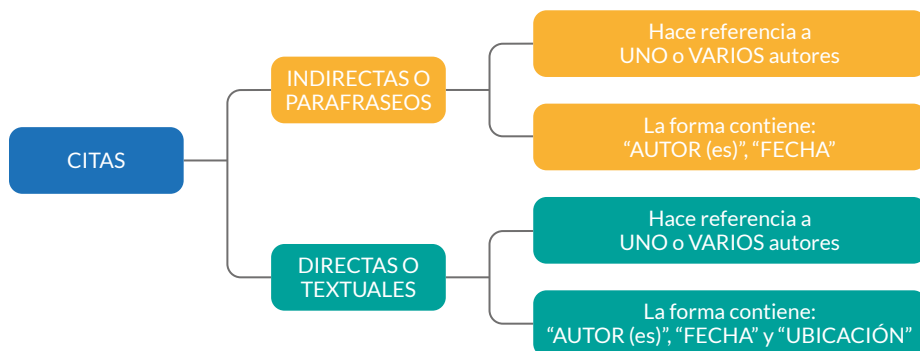 CITAS
INDIRECTAS O
PARAFRASEOS
Hace referencia a
UNO o VARIOS autores
La forma contiene:
“AUTOR (es)”, “FECHA”
DIRECTAS O
TEXTUALES
Hace referencia a
UNO o VARIOS autores
La forma contiene:
“AUTOR (es)”, “FECHA” y “UBICACIÓN”